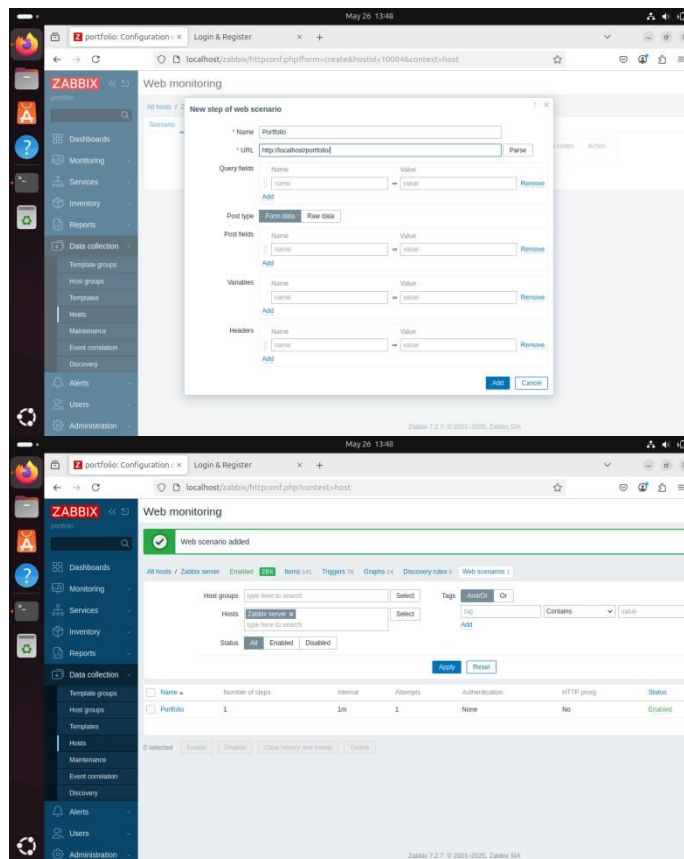 May 26 13:48
portfolio: Configuration c × Login & Register × +
localhost/zabbix/httpconf.php?form=create&hostid=10084&context=host
ZABBIX
portfolio
Web monitoring
All hosts /
Scenario
New step of web scenario ? ×
* Name Portfolio
* URL http://localhost/portfolio/ Parse
Query fields Name Value
name ⇒ value Remove
Add
Post type Form data Raw data
Post fields Name Value
name ⇒ value Remove
Add
Variables Name Value
name ⇒ value Remove
Add
Headers Name Value
name ⇒ value Remove
Add
Add Cancel
codes Action
Dashboards
Monitoring
Services
Inventory
Reports
Data collection
Template groups
Host groups
Templates
Hosts
Maintenance
Event correlation
Discovery
Alerts
Users
Administration
Zabbix 7.2.7. © 2001–2025, Zabbix SIA
May 26 13:48
portfolio: Configuration c × Login & Register × +
localhost/zabbix/httpconf.php?context=host
ZABBIX
portfolio
Web monitoring
Web scenario added
All hosts / Zabbix server Enabled ZBX Items 141 Triggers 76 Graphs 14 Discovery rules 6 Web scenarios 1
Host groups type here to search Select Tags And/Or Or
Hosts Zabbix server × Select tag Contains value
type here to search Add
Status All Enabled Disabled
Apply Reset
Name Number of steps Interval Attempts Authentication HTTP proxy Status
Portfolio 1 1m 1 None No Enabled
0 selected Enable Disable Clear history and trends Delete
Dashboards
Monitoring
Services
Inventory
Reports
Data collection
Template groups
Host groups
Templates
Hosts
Maintenance
Event correlation
Discovery
Alerts
Users
Administration
Zabbix 7.2.7. © 2001–2025, Zabbix SIA